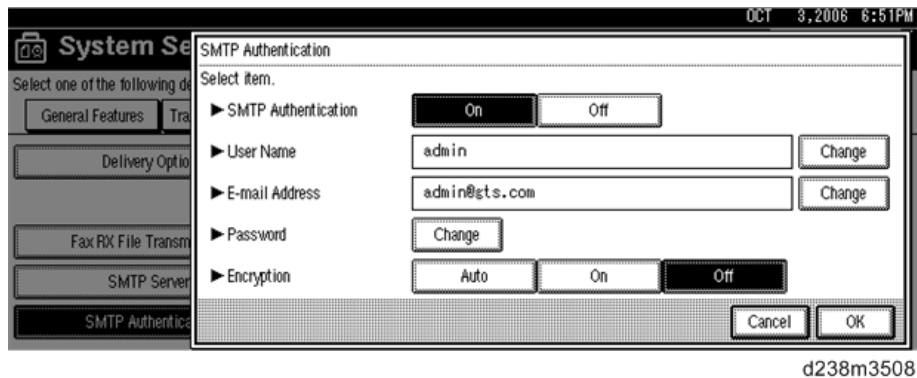 OCT 3,2006 6:51PM
System Se
SMTP Authentication
Select one of the following de
Select item.
General Features Tra
►SMTP Authentication On Off
Delivery Optio
►User Name admin Change
►E-mail Address admin@gts.com Change
Fax RX File Transm
►Password Change
SMTP Server
►Encryption Auto On Off
SMTP Authentica
Cancel OK
d238m3508